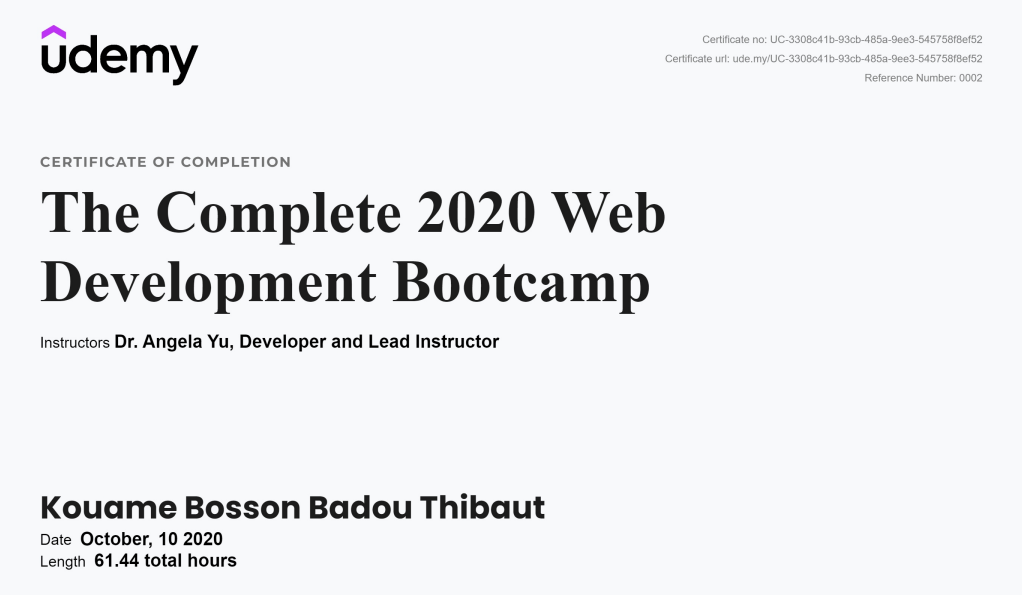 udemy
Certificate no: UC-3308c41b-93cb-485a-9ee3-545758f8ef52
Certificate url: ude.my/UC-3308c41b-93cb-485a-9ee3-545758f8ef52
Reference Number: 0002
CERTIFICATE OF COMPLETION
The Complete 2020 Web
Development Bootcamp
Instructors Dr. Angela Yu, Developer and Lead Instructor
Kouame Bosson Badou Thibaut
Date October, 10 2020
Length 61.44 total hours